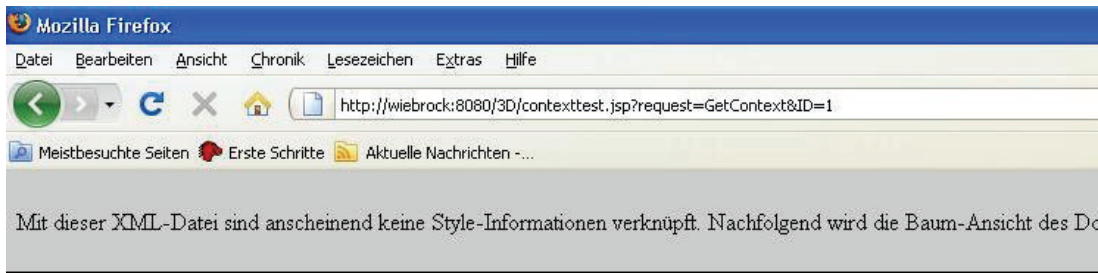 Mozilla Firefox
Datei Bearbeiten Ansicht Chronik Lesezeichen Extras Hilfe
http://wiebrock:8080/3D/contexttest.jsp?request=GetContext&ID=1
Meistbesuchte Seiten Erste Schritte Aktuelle Nachrichten -...
Mit dieser XML-Datei sind anscheinend keine Style-Informationen verknüpft. Nachfolgend wird die Baum-Ansicht des Do